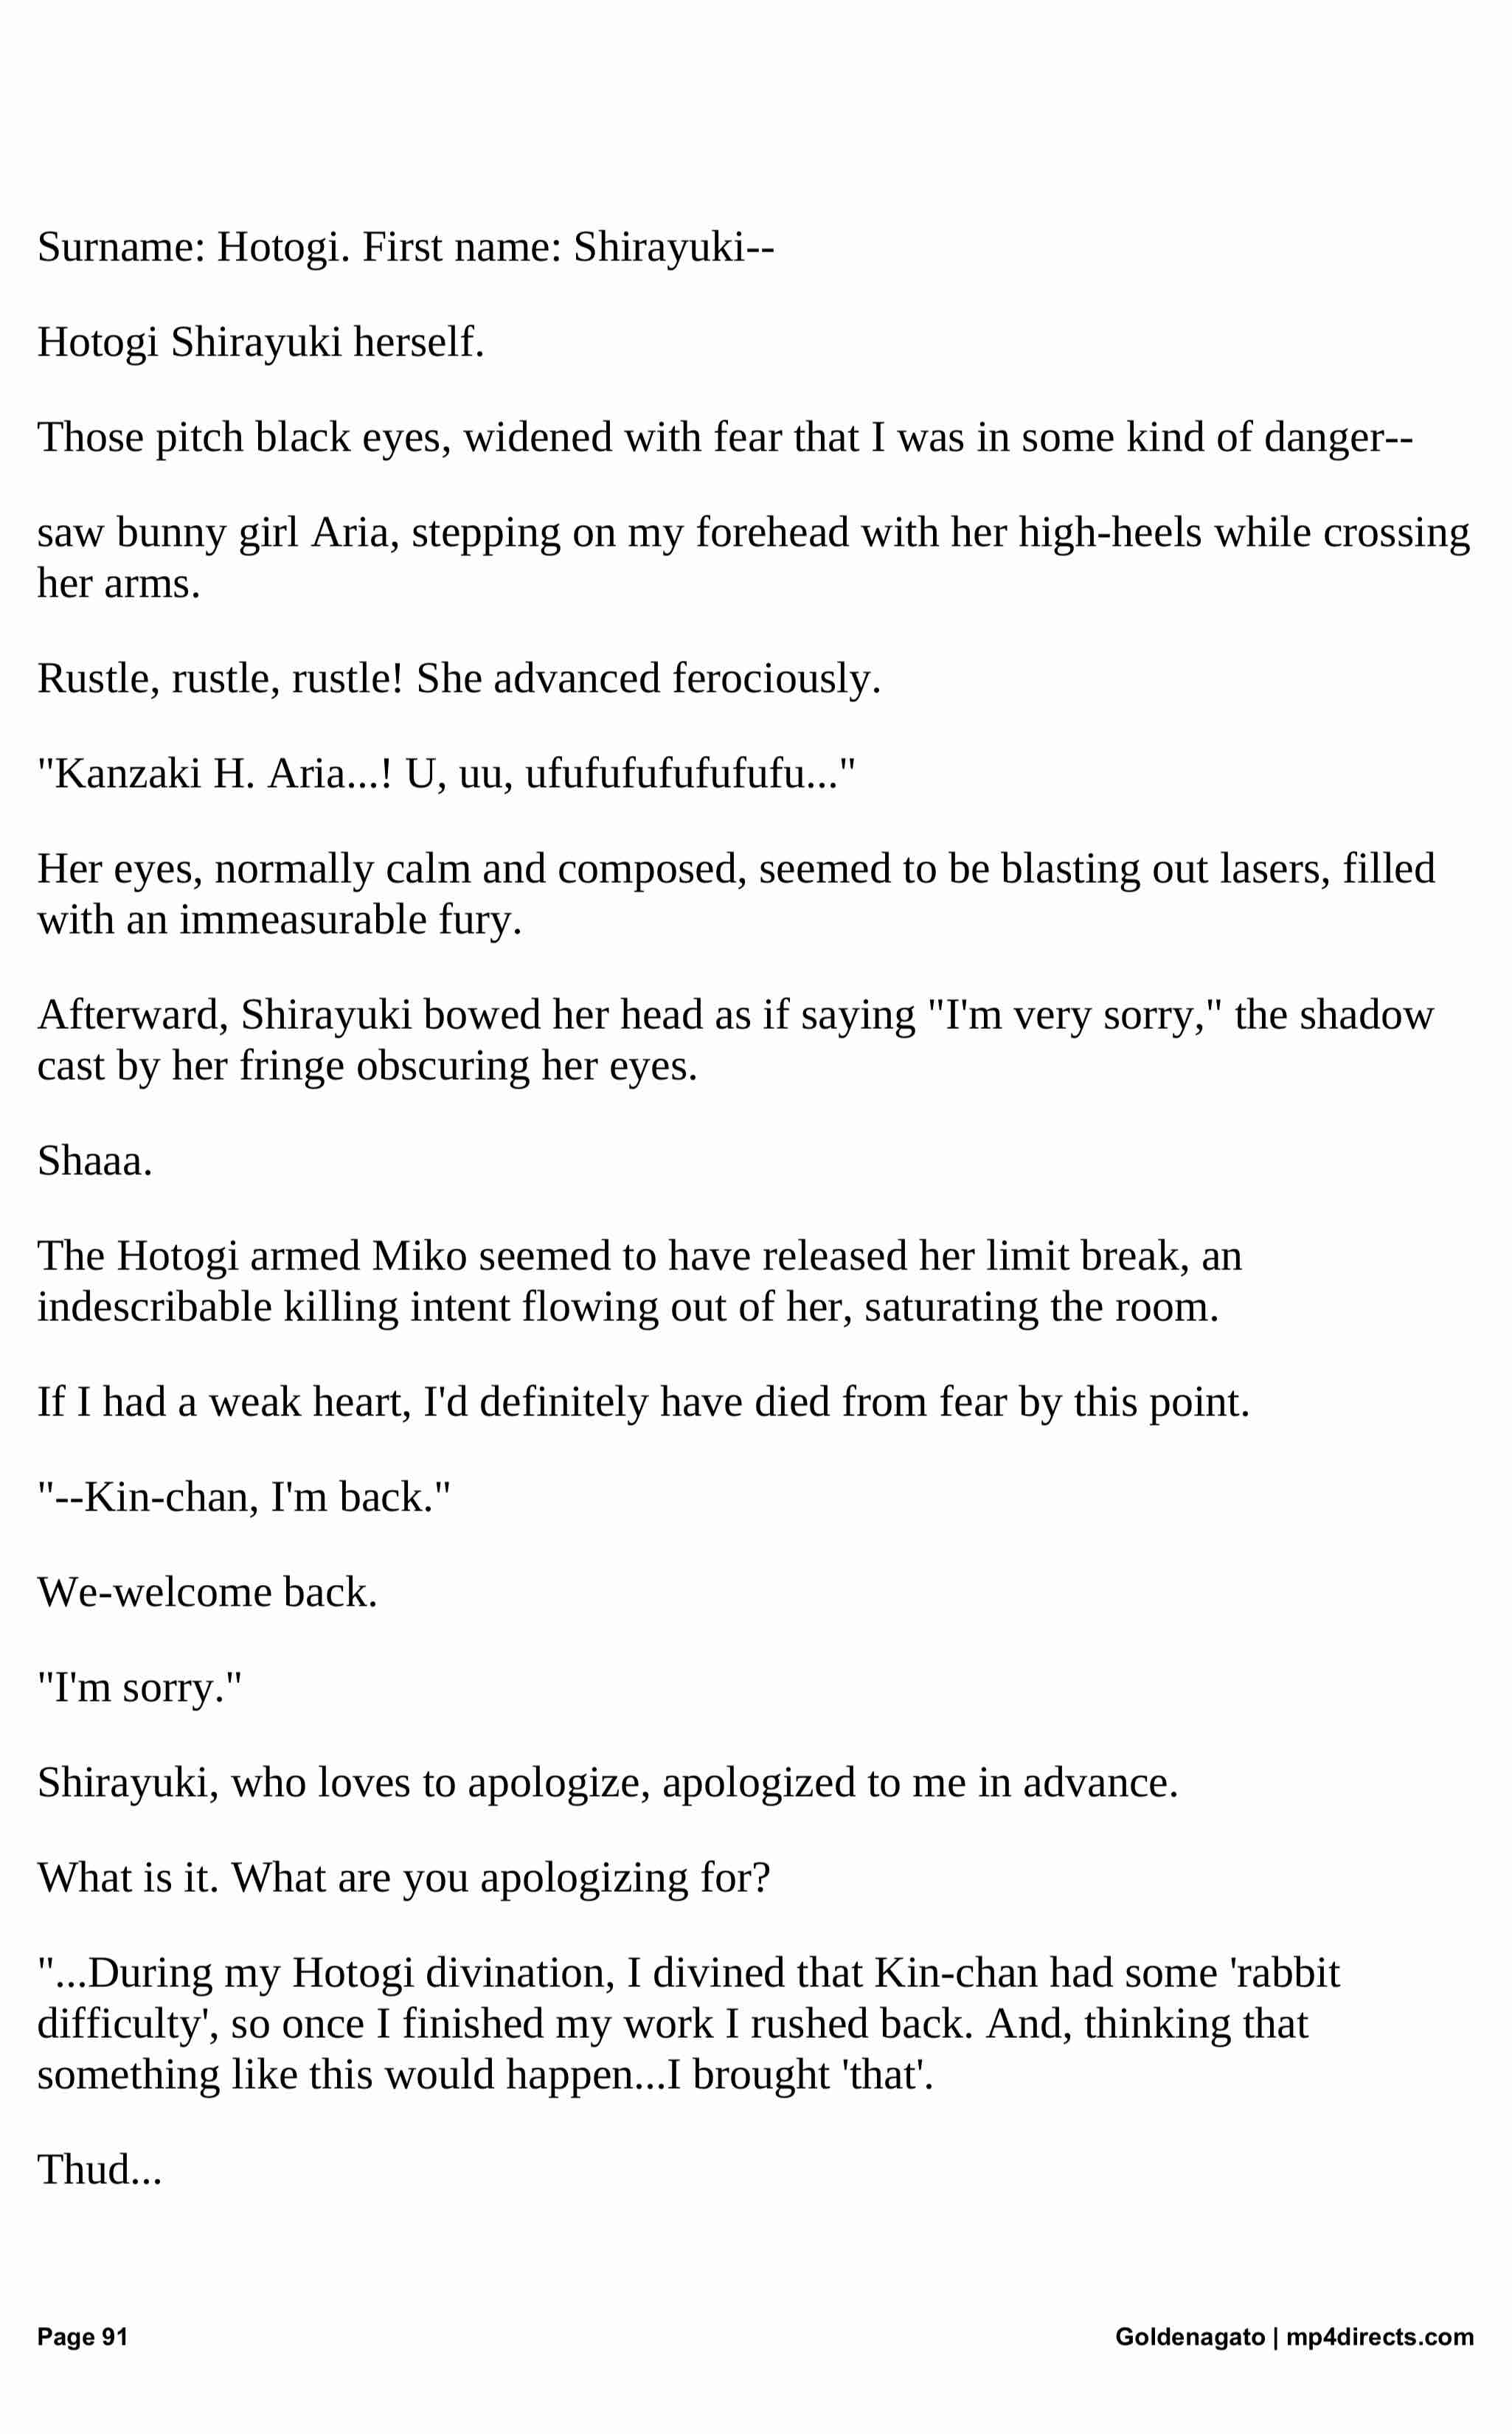 Surname: Hotogi. First name: Shirayuki--
Hotogi Shirayuki herself.
Those pitch black eyes, widened with fear that I was in some kind of danger--
saw bunny girl Aria, stepping on my forehead with her high-heels while crossing
her arms.
Rustle, rustle, rustle! She advanced ferociously.
"Kanzaki H. Aria...! U, uu, ufufufufufufufu..."
Her eyes, normally calm and composed, seemed to be blasting out lasers, filled
with an immeasurable fury.
Afterward, Shirayuki bowed her head as if saying "I'm very sorry," the shadow
cast by her fringe obscuring her eyes.
Shaaa.
The Hotogi armed Miko seemed to have released her limit break, an
indescribable killing intent flowing out of her, saturating the room.
If I had a weak heart, I'd definitely have died from fear by this point.
"--Kin-chan, I'm back."
We-welcome back.
"I'm sorry."
Shirayuki, who loves to apologize, apologized to me in advance.
What is it. What are you apologizing for?
"...During my Hotogi divination, I divined that Kin-chan had some 'rabbit
difficulty', so once I finished my work I rushed back. And, thinking that
something like this would happen...I brought 'that'.
Thud...
Page 91
Goldenagato | mp4directs.com